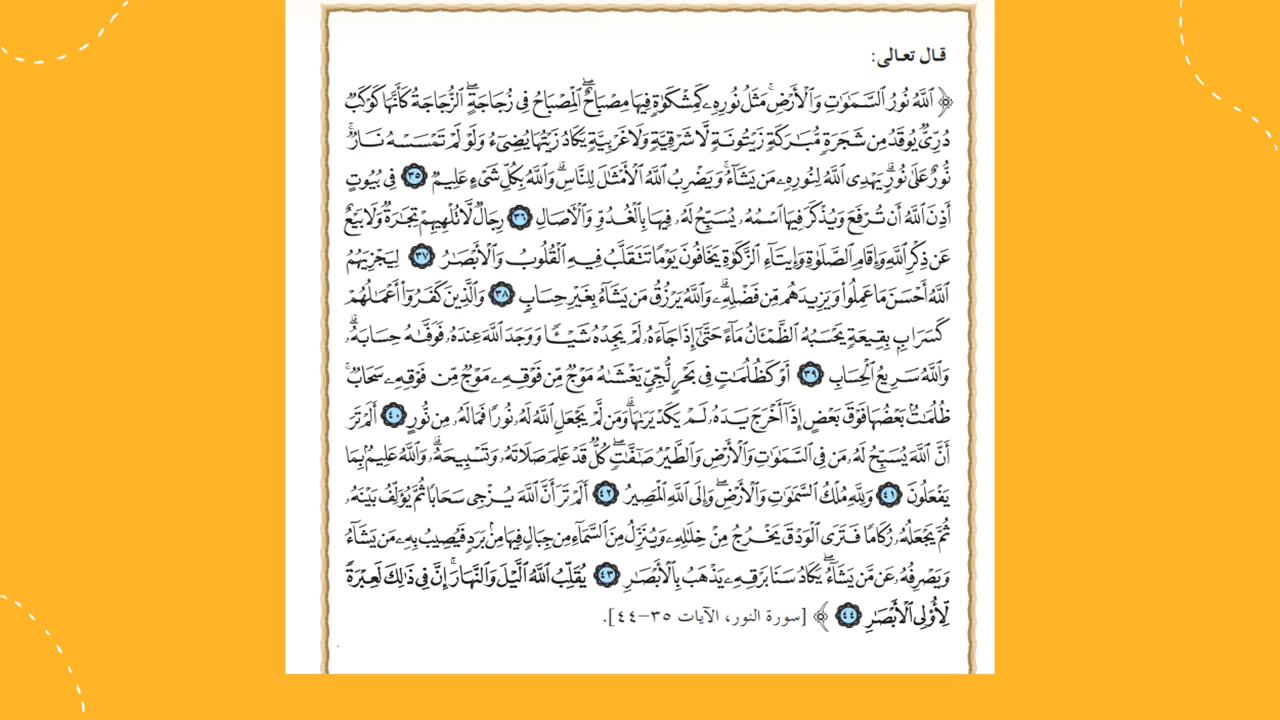 قال تعالى:
﴿ ٱللَّهُ نُورُ ٱلسَّمَٰوَٰتِ وَٱلْأَرْضِ ۚ مَثَلُ نُورِهِۦ كَمِشْكَوٰةٍ فِيهَا مِصْبَاحٌ ۖ ٱلْمِصْبَاحُ فِى زُجَاجَةٍ ۖ ٱلزُّجَاجَةُ كَأَنَّهَا كَوْكَبٌ
دُرِّىٌّ يُوقَدُ مِن شَجَرَةٍ مُّبَٰرَكَةٍ زَيْتُونَةٍ لَّا شَرْقِيَّةٍ وَلَا غَرْبِيَّةٍ يَكَادُ زَيْتُهَا يُضِىٓءُ وَلَوْ لَمْ تَمْسَسْهُ نَارٌ ۚ
نُّورٌ عَلَىٰ نُورٍ ۗ يَهْدِى ٱللَّهُ لِنُورِهِۦ مَن يَشَآءُ ۚ وَيَضْرِبُ ٱللَّهُ ٱلْأَمْثَٰلَ لِلنَّاسِ ۗ وَٱللَّهُ بِكُلِّ شَىْءٍ عَلِيمٌ ٣٥ فِى بُيُوتٍ
أَذِنَ ٱللَّهُ أَن تُرْفَعَ وَيُذْكَرَ فِيهَا ٱسْمُهُۥ يُسَبِّحُ لَهُۥ فِيهَا بِٱلْغُدُوِّ وَٱلْءَاصَالِ ٣٦ رِجَالٌ لَّا تُلْهِيهِمْ تِجَٰرَةٌ وَلَا بَيْعٌ
عَن ذِكْرِ ٱللَّهِ وَإِقَامِ ٱلصَّلَوٰةِ وَإِيتَآءِ ٱلزَّكَوٰةِ يَخَافُونَ يَوْمًا تَتَقَلَّبُ فِيهِ ٱلْقُلُوبُ وَٱلْأَبْصَٰرُ ٣٧ لِيَجْزِيَهُمُ
ٱللَّهُ أَحْسَنَ مَا عَمِلُوا۟ وَيَزِيدَهُم مِّن فَضْلِهِۦ ۗ وَٱللَّهُ يَرْزُقُ مَن يَشَآءُ بِغَيْرِ حِسَابٍ ٣٨ وَٱلَّذِينَ كَفَرُوٓا۟ أَعْمَٰلُهُمْ
كَسَرَابٍۭ بِقِيعَةٍ يَحْسَبُهُ ٱلظَّمْـَٔانُ مَآءً حَتَّىٰٓ إِذَا جَآءَهُۥ لَمْ يَجِدْهُ شَيْـًٔا وَوَجَدَ ٱللَّهَ عِندَهُۥ فَوَفَّىٰهُ حِسَابَهُۥ ۗ
وَٱللَّهُ سَرِيعُ ٱلْحِسَابِ ٣٩ أَوْ كَظُلُمَٰتٍ فِى بَحْرٍ لُّجِّىٍّ يَغْشَىٰهُ مَوْجٌ مِّن فَوْقِهِۦ مَوْجٌ مِّن فَوْقِهِۦ سَحَابٌ ۚ
ظُلُمَٰتٌۢ بَعْضُهَا فَوْقَ بَعْضٍ إِذَآ أَخْرَجَ يَدَهُۥ لَمْ يَكَدْ يَرَىٰهَا ۗ وَمَن لَّمْ يَجْعَلِ ٱللَّهُ لَهُۥ نُورًا فَمَا لَهُۥ مِن نُّورٍ ٤٠ أَلَمْ تَرَ
أَنَّ ٱللَّهَ يُسَبِّحُ لَهُۥ مَن فِى ٱلسَّمَٰوَٰتِ وَٱلْأَرْضِ وَٱلطَّيْرُ صَٰٓفَّٰتٍ ۖ كُلٌّ قَدْ عَلِمَ صَلَاتَهُۥ وَتَسْبِيحَهُۥ ۗ وَٱللَّهُ عَلِيمٌۢ بِمَا
يَفْعَلُونَ ٤١ وَلِلَّهِ مُلْكُ ٱلسَّمَٰوَٰتِ وَٱلْأَرْضِ ۖ وَإِلَى ٱللَّهِ ٱلْمَصِيرُ ٤٢ أَلَمْ تَرَ أَنَّ ٱللَّهَ يُزْجِى سَحَابًا ثُمَّ يُؤَلِّفُ بَيْنَهُۥ
ثُمَّ يَجْعَلُهُۥ رُكَامًا فَتَرَى ٱلْوَدْقَ يَخْرُجُ مِنْ خِلَٰلِهِۦ وَيُنَزِّلُ مِنَ ٱلسَّمَآءِ مِن جِبَالٍ فِيهَا مِنۢ بَرَدٍ فَيُصِيبُ بِهِۦ مَن يَشَآءُ
وَيَصْرِفُهُۥ عَن مَّن يَشَآءُ ۖ يَكَادُ سَنَا بَرْقِهِۦ يَذْهَبُ بِٱلْأَبْصَٰرِ ٤٣ يُقَلِّبُ ٱللَّهُ ٱلَّيْلَ وَٱلنَّهَارَ ۚ إِنَّ فِى ذَٰلِكَ لَعِبْرَةً
لِّأُو۟لِى ٱلْأَبْصَٰرِ ٤٤ ﴾ [سورة النور، الآيات ٣٥-٤٤].